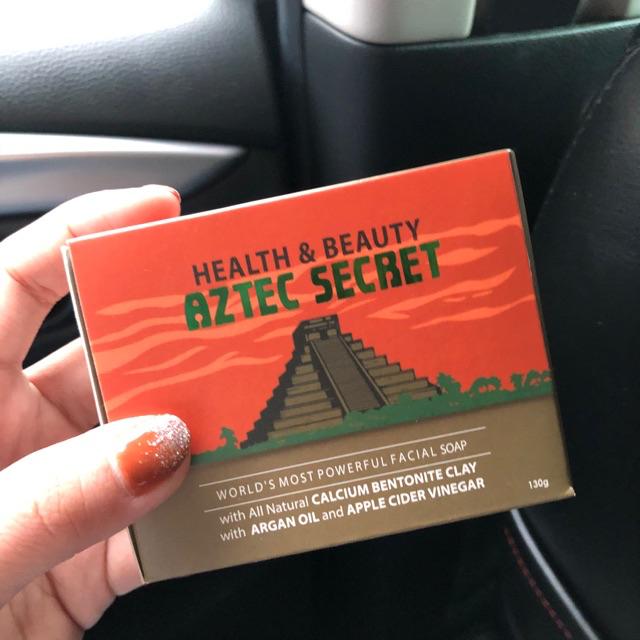 HEALTH & BEAUTY
AZTEC SECRET
WORLD'S MOST POWERFUL FACIAL SOAP
with All Natural CALCIUM BENTONITE CLAY
with ARGAN OIL and APPLE CIDER VINEGAR
130g